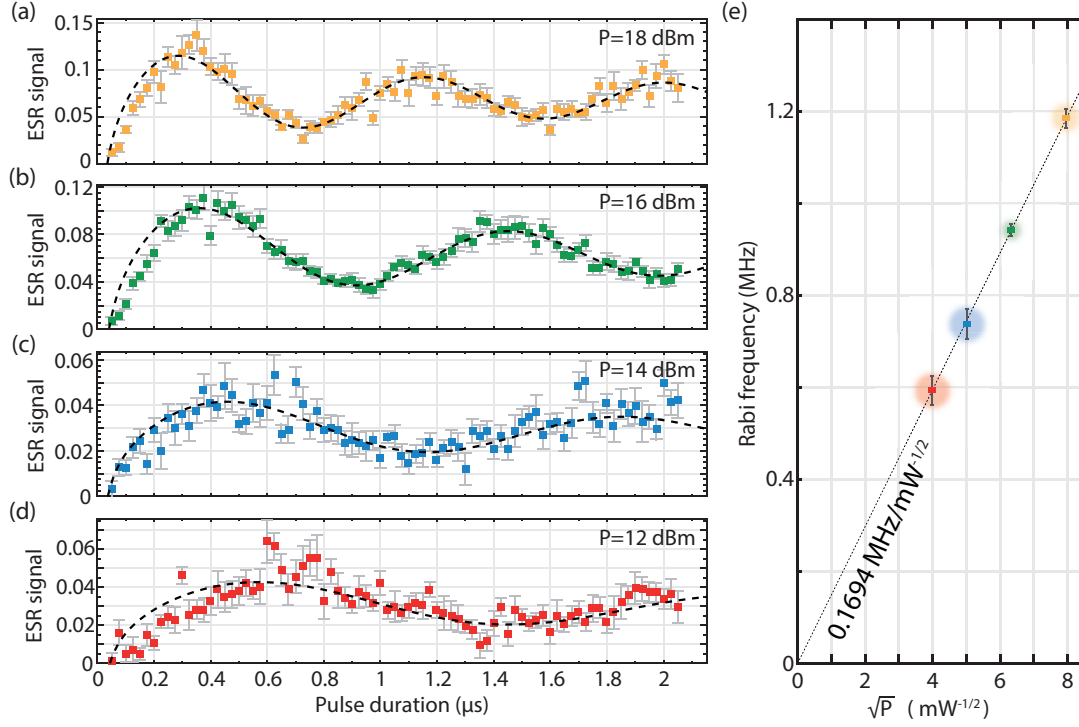 (a)
P=18 dBm
ESR signal
0.15
0.1
0.05
0
(b)
P=16 dBm
ESR signal
0.12
0.08
0.04
0
(c)
P=14 dBm
ESR signal
0.06
0.04
0.02
0
(d)
P=12 dBm
ESR signal
0.06
0.04
0.02
0
0 0.2 0.4 0.6 0.8 1 1.2 1.4 1.6 1.8 2
Pulse duration (μs)
(e)
Rabi frequency (MHz)
1.2
0.8
0.4
0
0.1694 MHz/mW⁻¹/²
0 2 4 6 8
√P ( mW⁻¹/²)